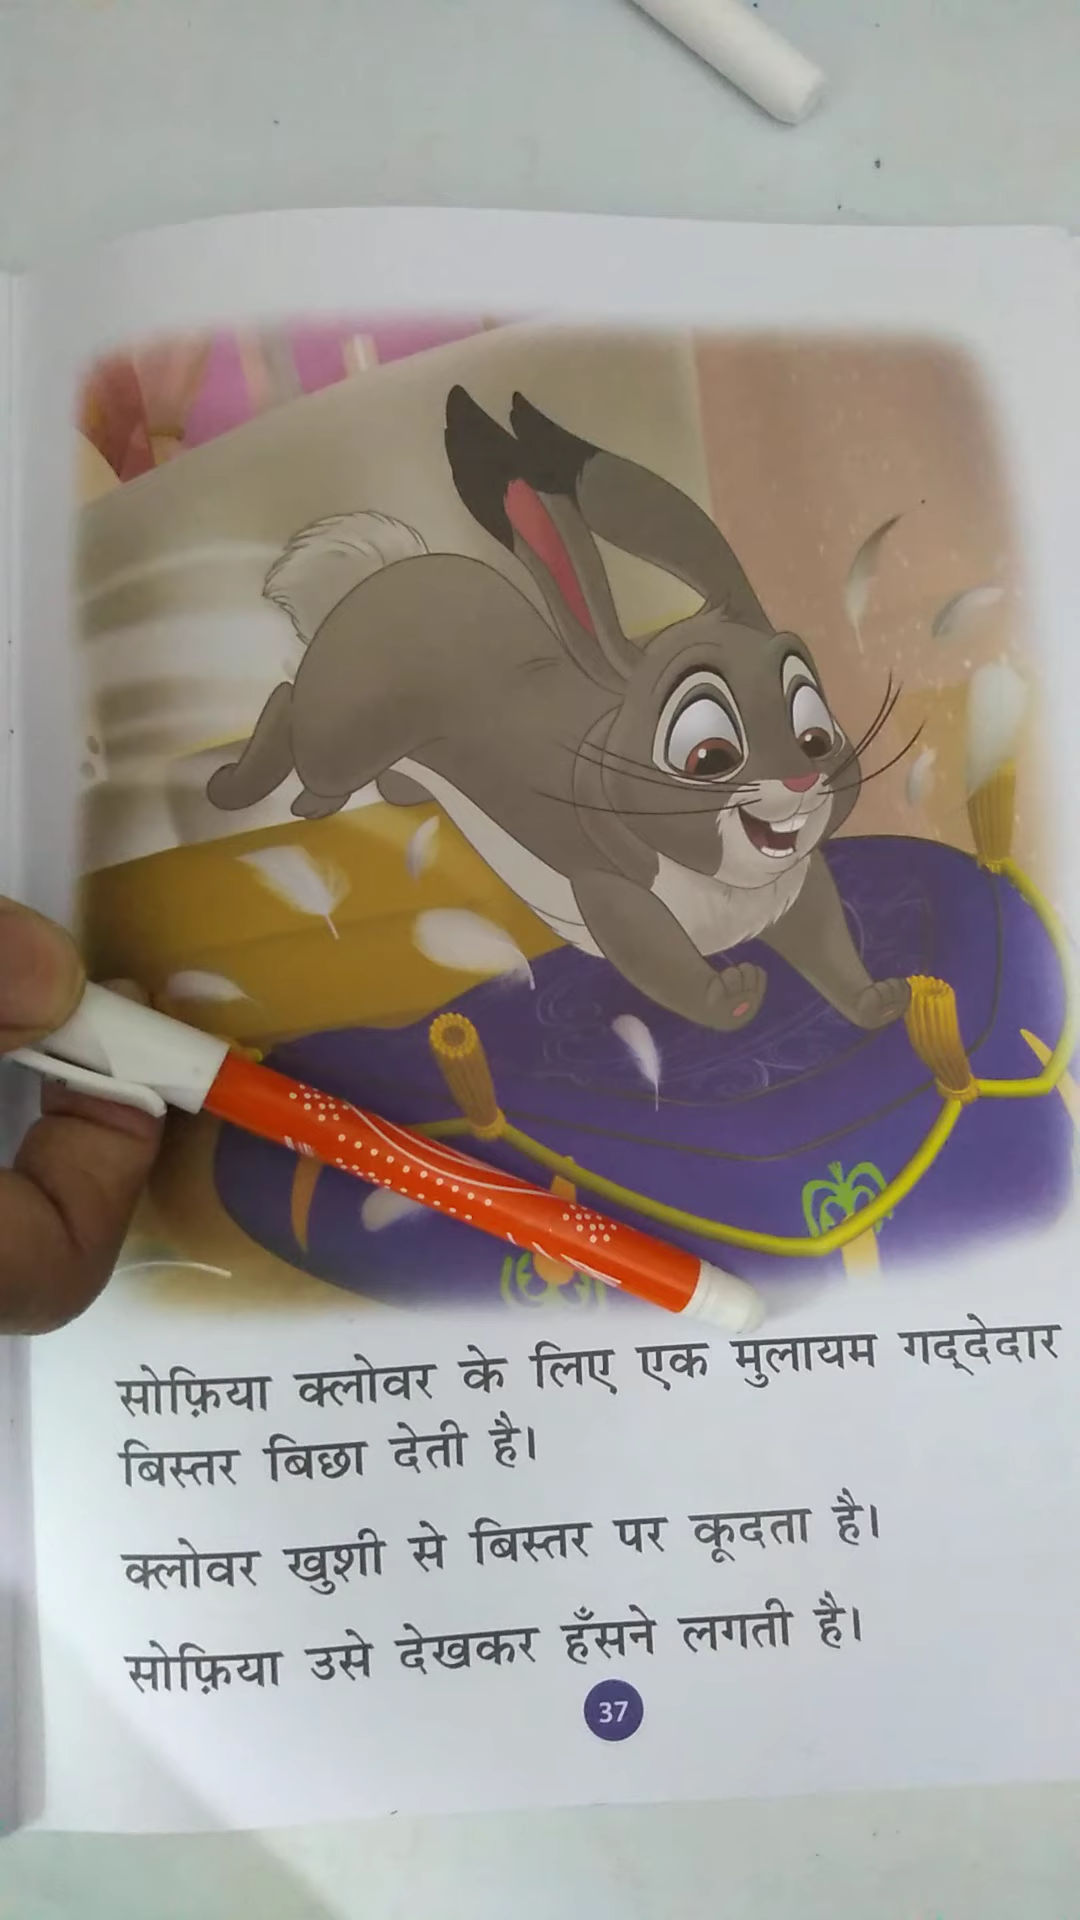 सोफ़िया क्लोवर के लिए एक मुलायम गद्‌देदार
बिस्तर बिछा देती है।
क्लोवर खुशी से बिस्तर पर कूदता है।
सोफ़िया उसे देखकर हँसने लगती है।
37